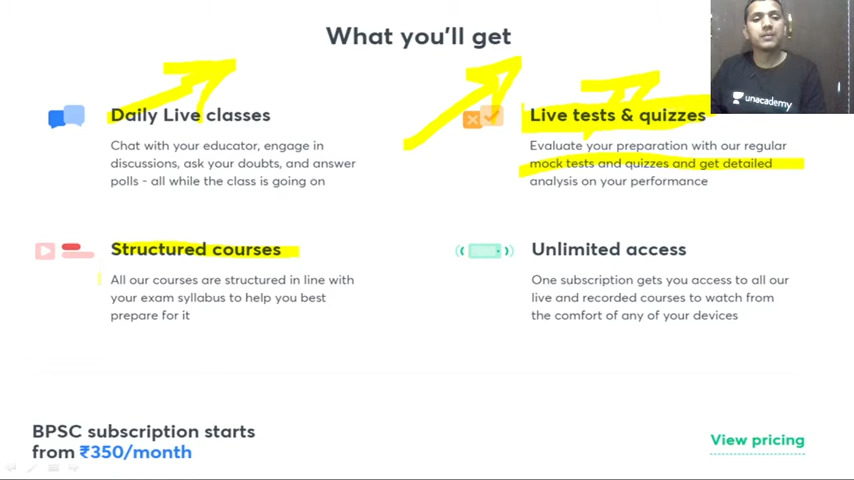 What you'll get
unacademy
Daily Live classes
Chat with your educator, engage in
discussions, ask your doubts, and answer
polls - all while the class is going on
Live tests & quizzes
Evaluate your preparation with our regular
mock tests and quizzes and get detailed
analysis on your performance
Structured courses
All our courses are structured in line with
your exam syllabus to help you best
prepare for it
Unlimited access
One subscription gets you access to all our
live and recorded courses to watch from
the comfort of any of your devices
BPSC subscription starts
from ₹350/month
View pricing